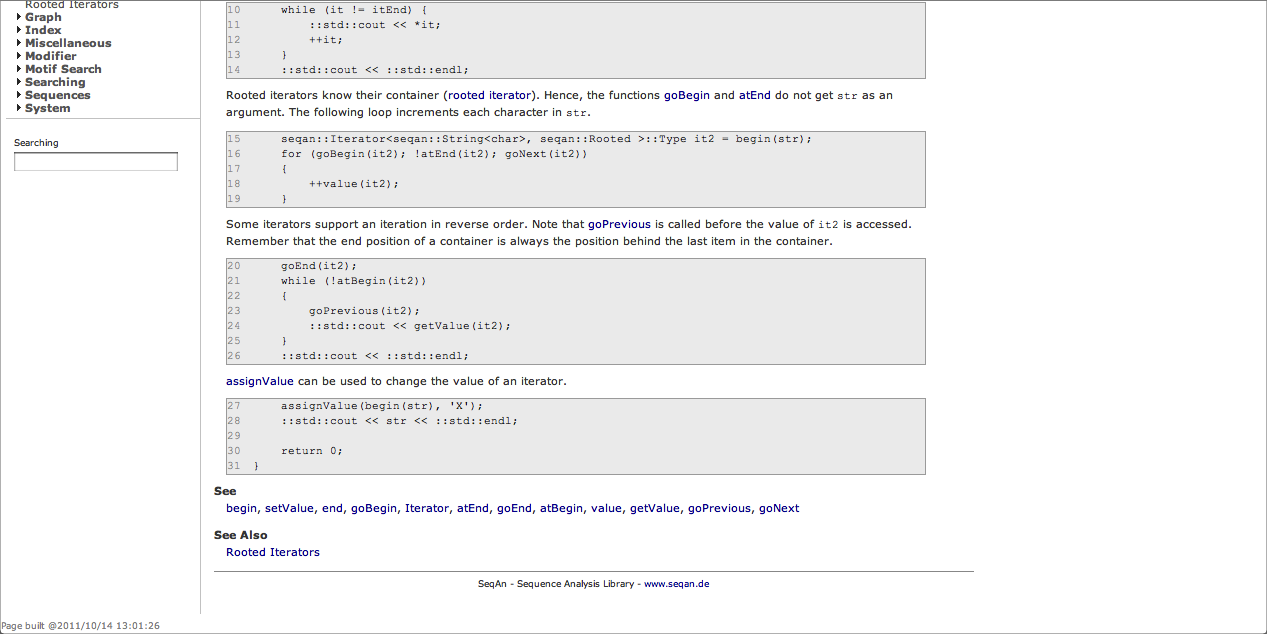 Rooted Iterators
Graph
Index
Miscellaneous
Modifier
Motif Search
Searching
Sequences
System
Searching
10 while (it != itEnd) {
11 ::std::cout << *it;
12 ++it;
13 }
14 ::std::cout << ::std::endl;
Rooted iterators know their container (rooted iterator). Hence, the functions goBegin and atEnd do not get str as an
argument. The following loop increments each character in str.
15 seqan::Iterator<seqan::String<char>, seqan::Rooted >::Type it2 = begin(str);
16 for (goBegin(it2); !atEnd(it2); goNext(it2))
17 {
18 ++value(it2);
19 }
Some iterators support an iteration in reverse order. Note that goPrevious is called before the value of it2 is accessed.
Remember that the end position of a container is always the position behind the last item in the container.
20 goEnd(it2);
21 while (!atBegin(it2))
22 {
23 goPrevious(it2);
24 ::std::cout << getValue(it2);
25 }
26 ::std::cout << ::std::endl;
assignValue can be used to change the value of an iterator.
27 assignValue(begin(str), 'X');
28 ::std::cout << str << ::std::endl;
29
30 return 0;
31 }
See
begin, setValue, end, goBegin, Iterator, atEnd, goEnd, atBegin, value, getValue, goPrevious, goNext
See Also
Rooted Iterators
SeqAn - Sequence Analysis Library - www.seqan.de
Page built @2011/10/14 13:01:26